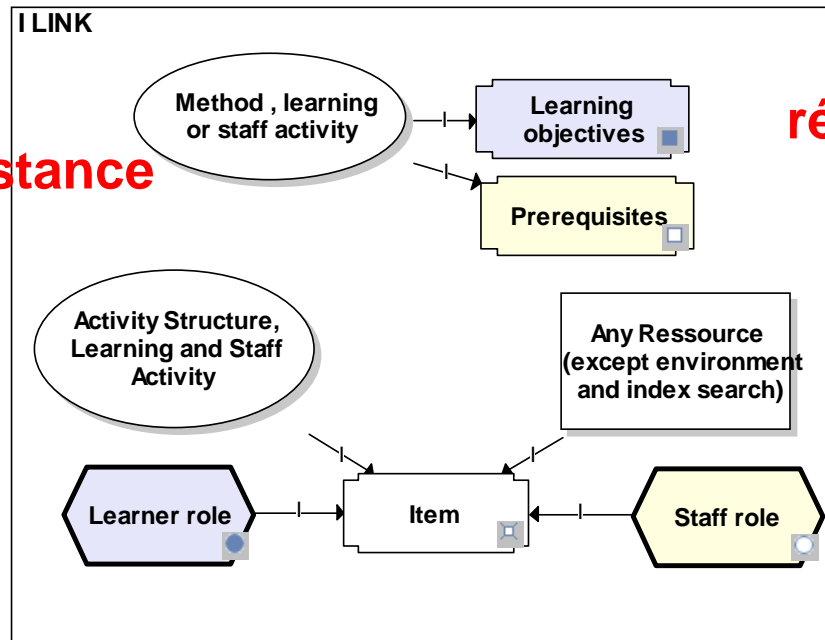 I LINK
Method , learning
or staff activity
I
Learning
objectives
ré
stance
I
Prerequisites
Activity Structure,
Learning and Staff
Activity
Any Ressource
(except environment
and index search)
I
I
Learner role
I
Item
I
Staff role